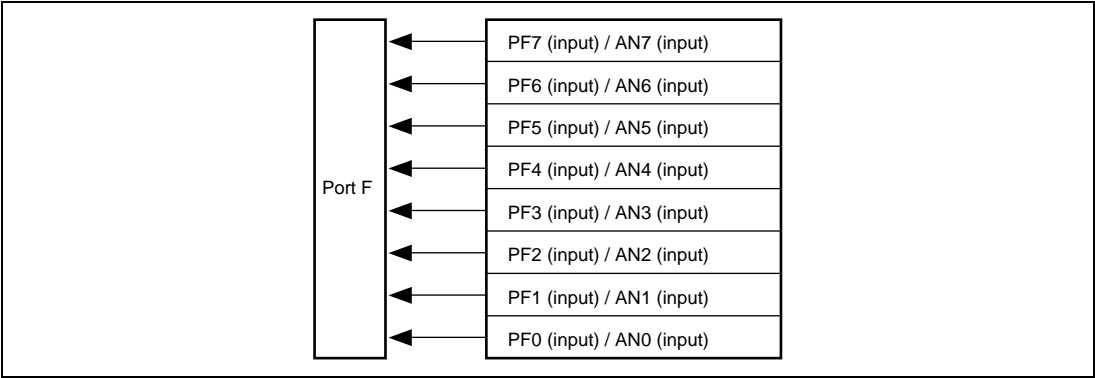 PF7 (input) / AN7 (input)
PF6 (input) / AN6 (input)
PF5 (input) / AN5 (input)
PF4 (input) / AN4 (input)
Port F
PF3 (input) / AN3 (input)
PF2 (input) / AN2 (input)
PF1 (input) / AN1 (input)
PF0 (input) / AN0 (input)